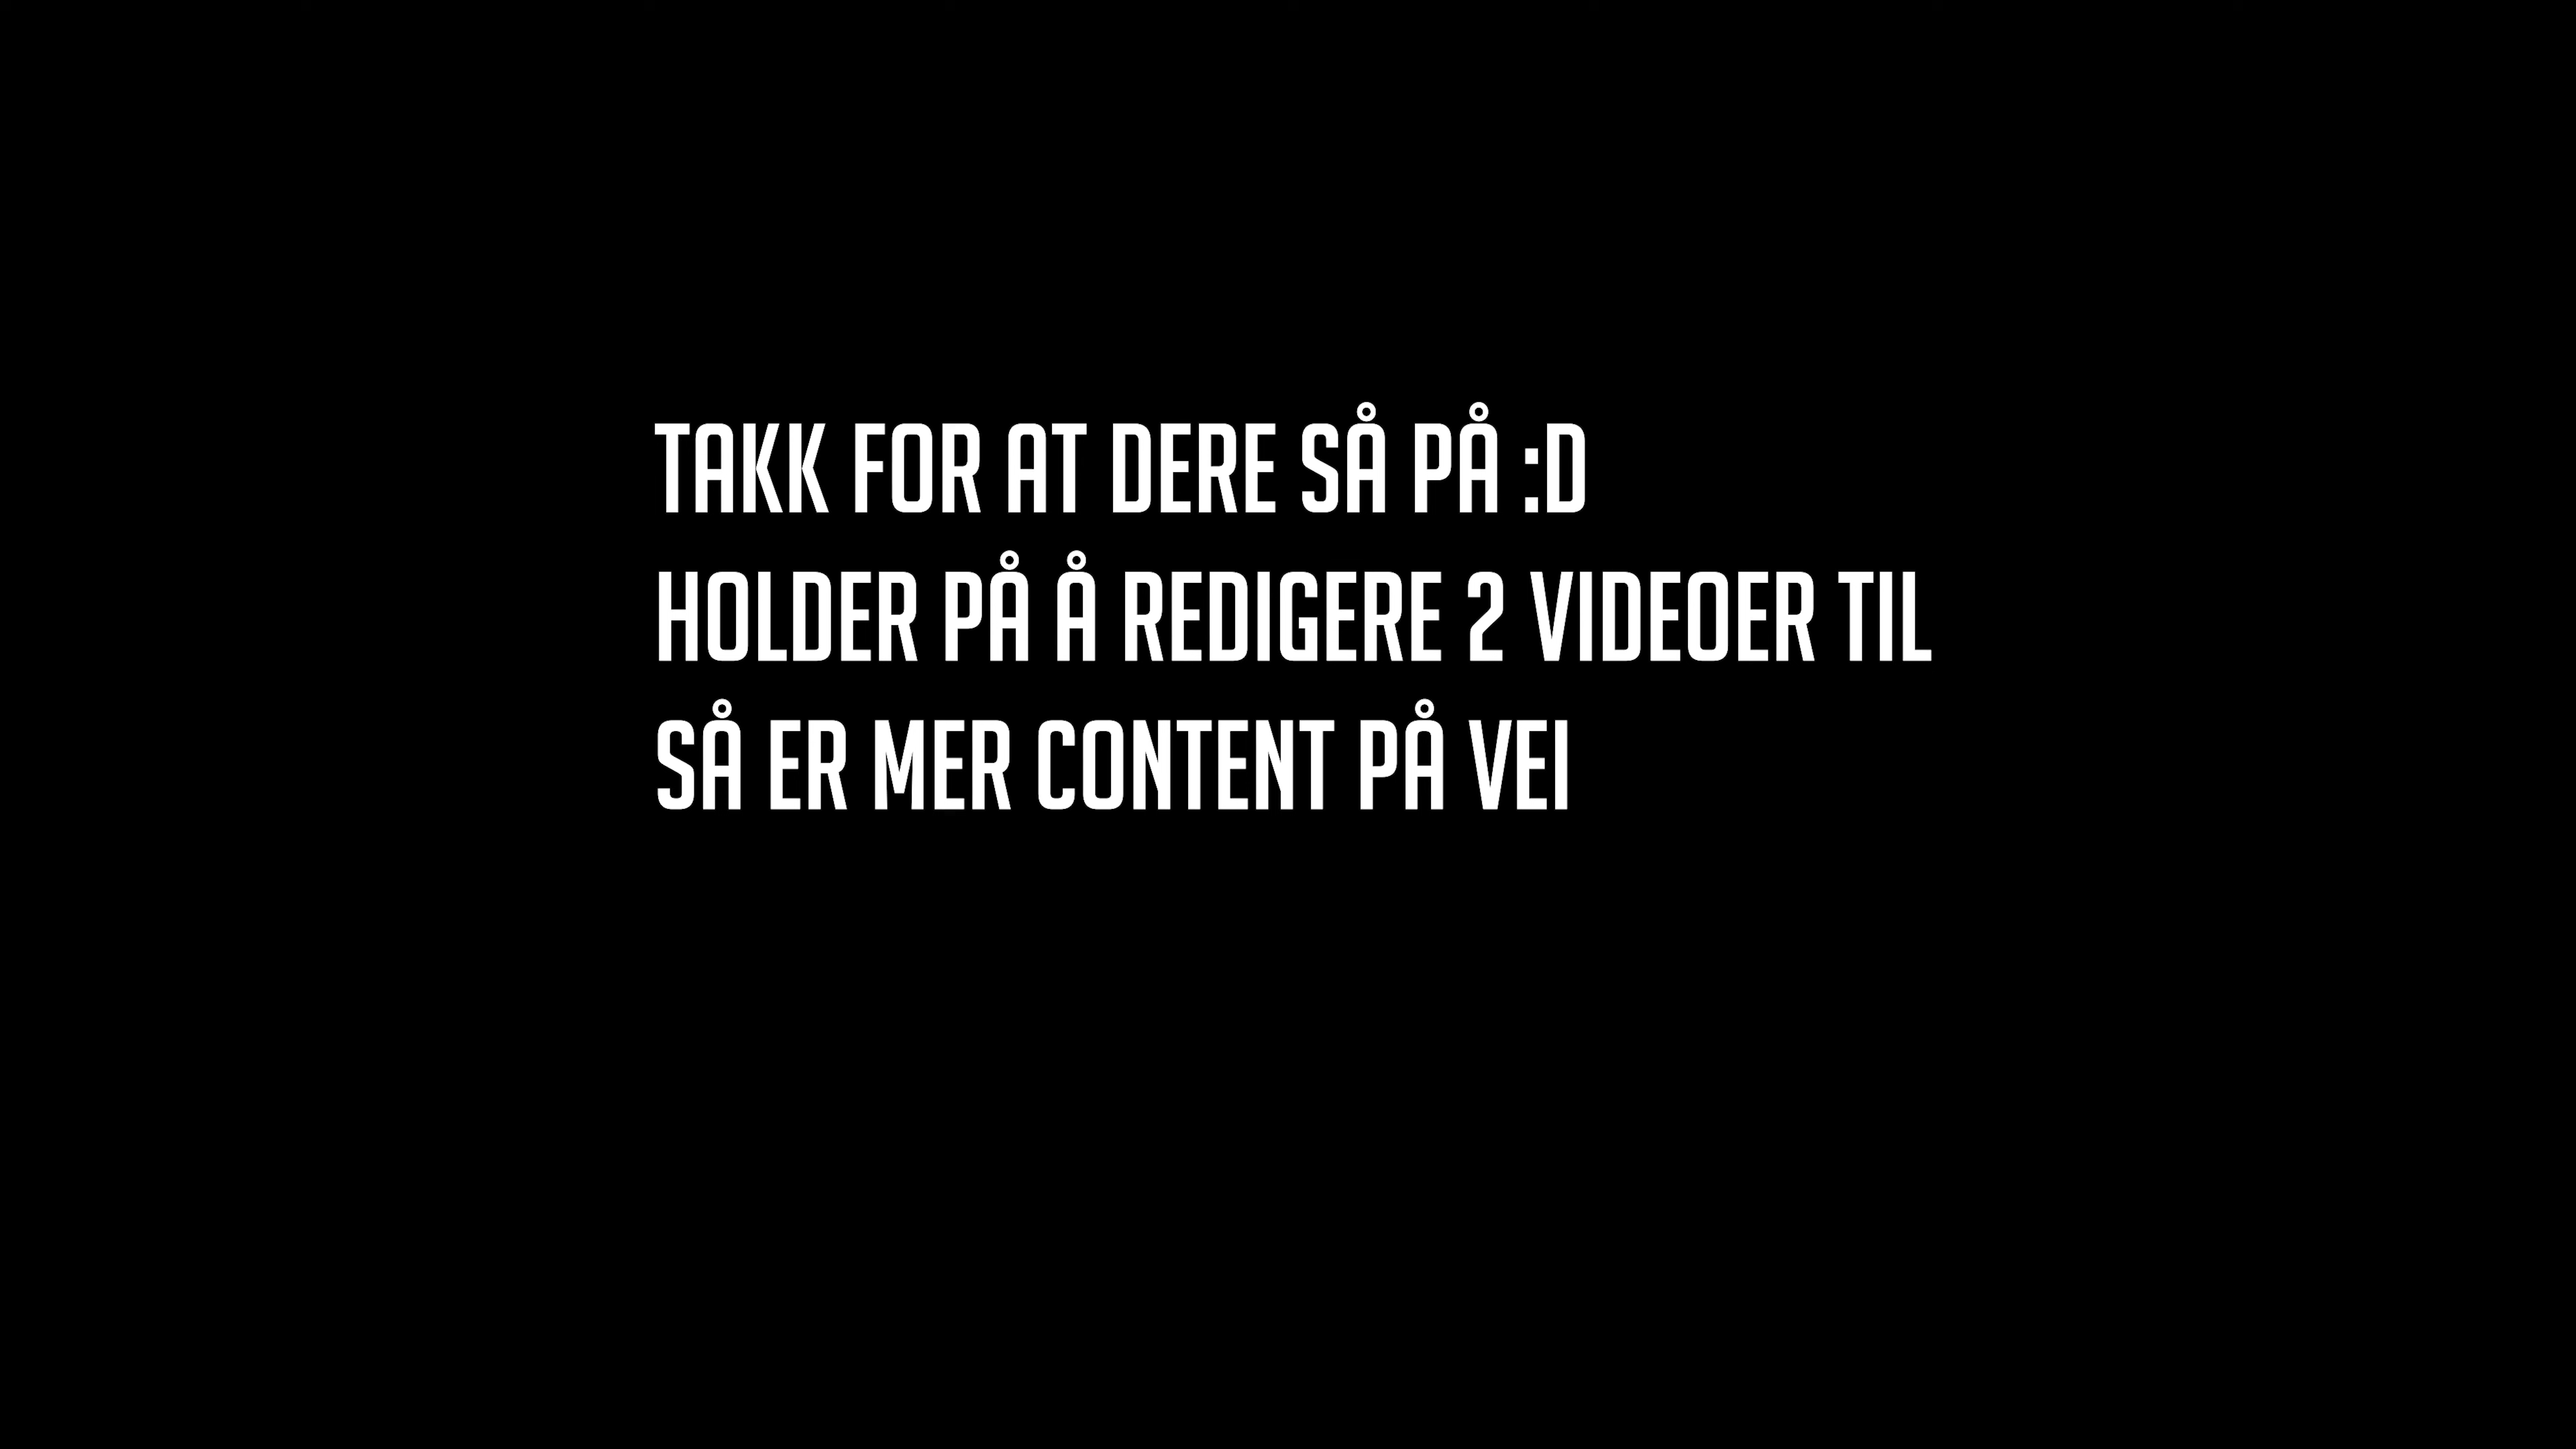 TAKK FOR AT DERE SÅ PÅ :D
HOLDER PÅ Å REDIGERE 2 VIDEOER TIL
SÅ ER MER CONTENT PÅ VEI